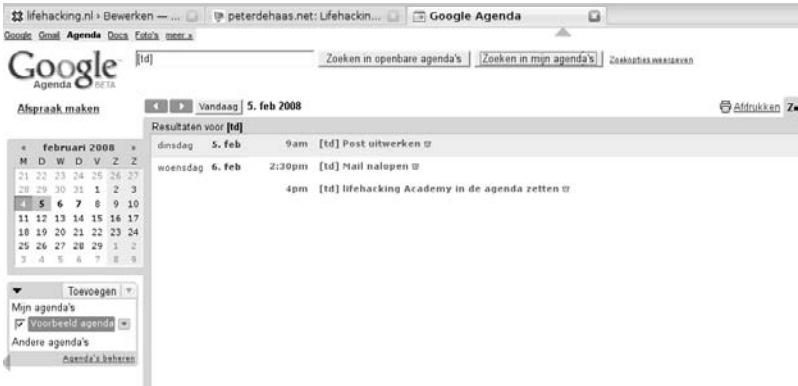 lifehacking.nl › Bewerken — ...
peterdehaas.net: Lifehackin...
Google Agenda
Google Gmail Agenda Docs Foto's meer »
Google
Agenda BETA
[td]
Zoeken in openbare agenda's
Zoeken in mijn agenda's
Zoekopties weergeven
Afspraak maken
Vandaag 5. feb 2008
Afdrukken
Resultaten voor [td]
dinsdag 5. feb 9am [td] Post uitwerken
woensdag 6. feb 2:30pm [td] Mail nalopen
4pm [td] lifehacking Academy in de agenda zetten
« februari 2008 »
M D W D V Z Z
21 22 23 24 25 26 27
28 29 30 31 1 2 3
4 5 6 7 8 9 10
11 12 13 14 15 16 17
18 19 20 21 22 23 24
25 26 27 28 29 1 2
3 4 5 6 7 8 9
Toevoegen
Mijn agenda's
Voorbeeld agenda
Andere agenda's
Agenda's beheren